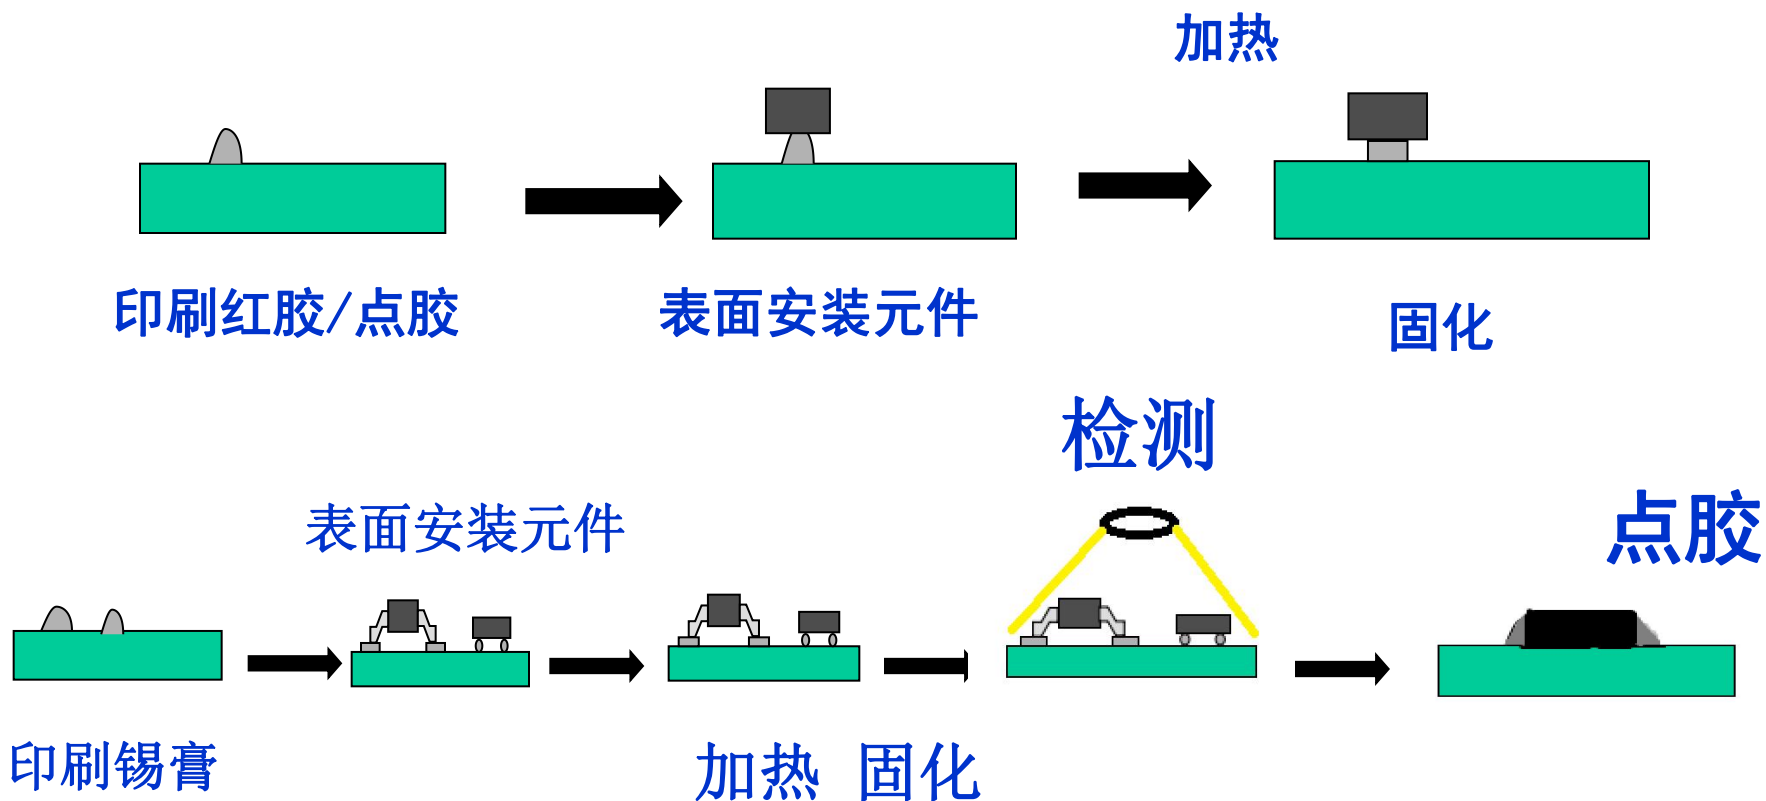 加热
印刷红胶/点胶
表面安装元件
固化
检测
表面安装元件
点胶
印刷锡膏
加热 固化